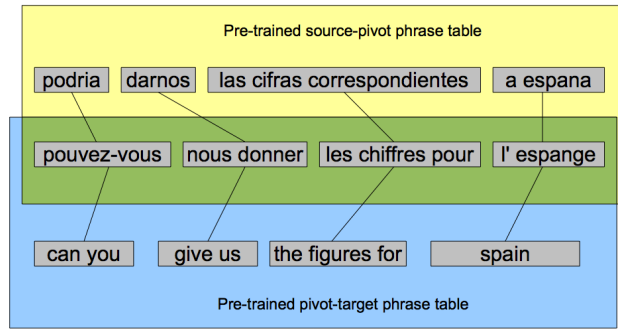 Pre-trained source-pivot phrase table
podria darnos las cifras correspondientes a espana
pouvez-vous nous donner les chiffres pour l' espange
can you give us the figures for spain
Pre-trained pivot-target phrase table